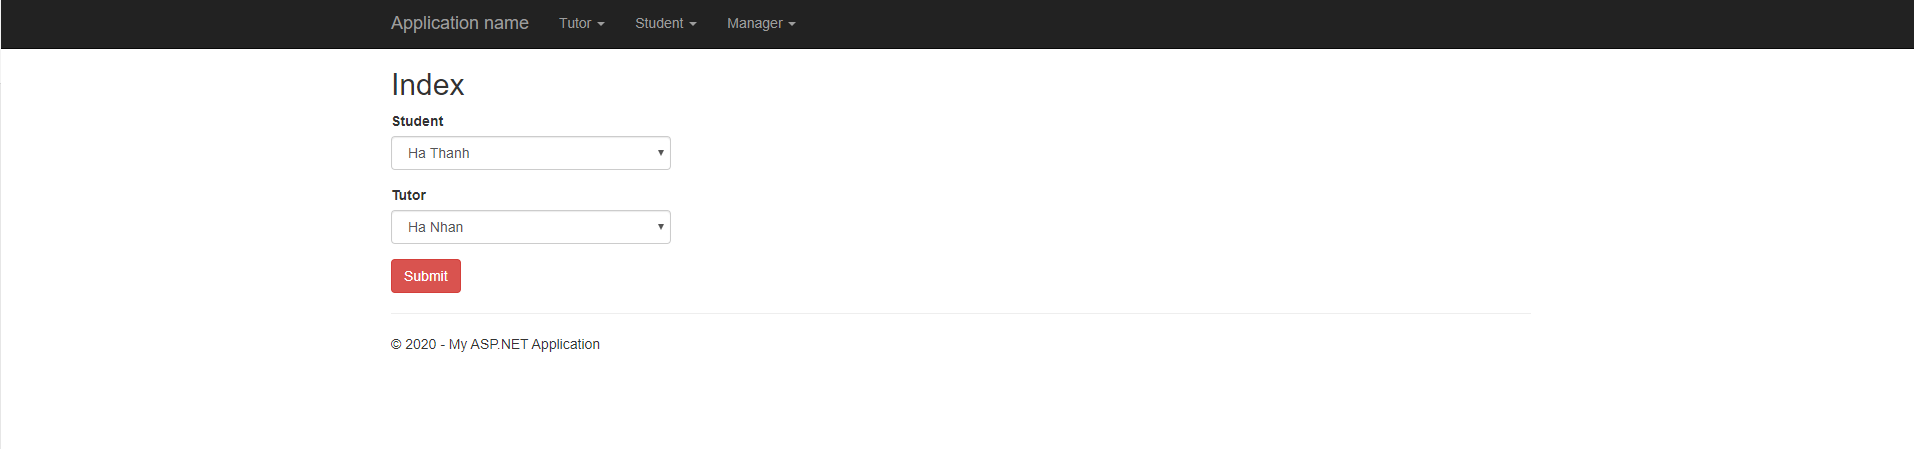 Application name Tutor Student Manager
Index
Student
Ha Thanh
Tutor
Ha Nhan
Submit
© 2020 - My ASP.NET Application